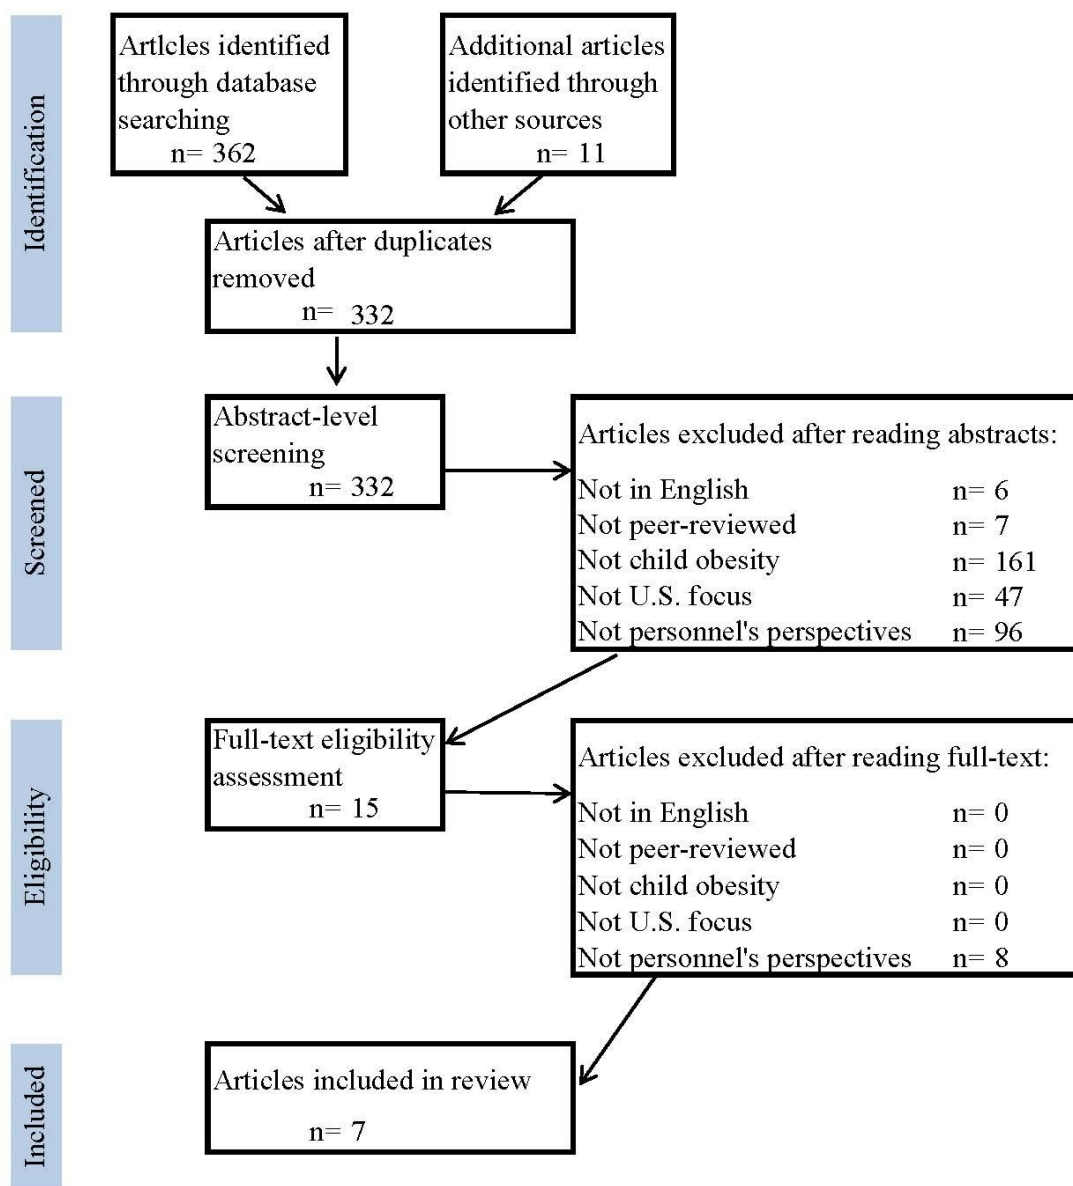 Identification
Artlcles identified
through database
searching
n= 362
Additional articles
identified through
other sources
n= 11
Articles after duplicates
removed
n= 332
Screened
Abstract-level
screening
n= 332
Articles excluded after reading abstracts:
Not in English n= 6
Not peer-reviewed n= 7
Not child obesity n= 161
Not U.S. focus n= 47
Not personnel's perspectives n= 96
Eligibility
Full-text eligibility
assessment
n= 15
Articles excluded after reading full-text:
Not in English n= 0
Not peer-reviewed n= 0
Not child obesity n= 0
Not U.S. focus n= 0
Not personnel's perspectives n= 8
Included
Articles included in review
n= 7